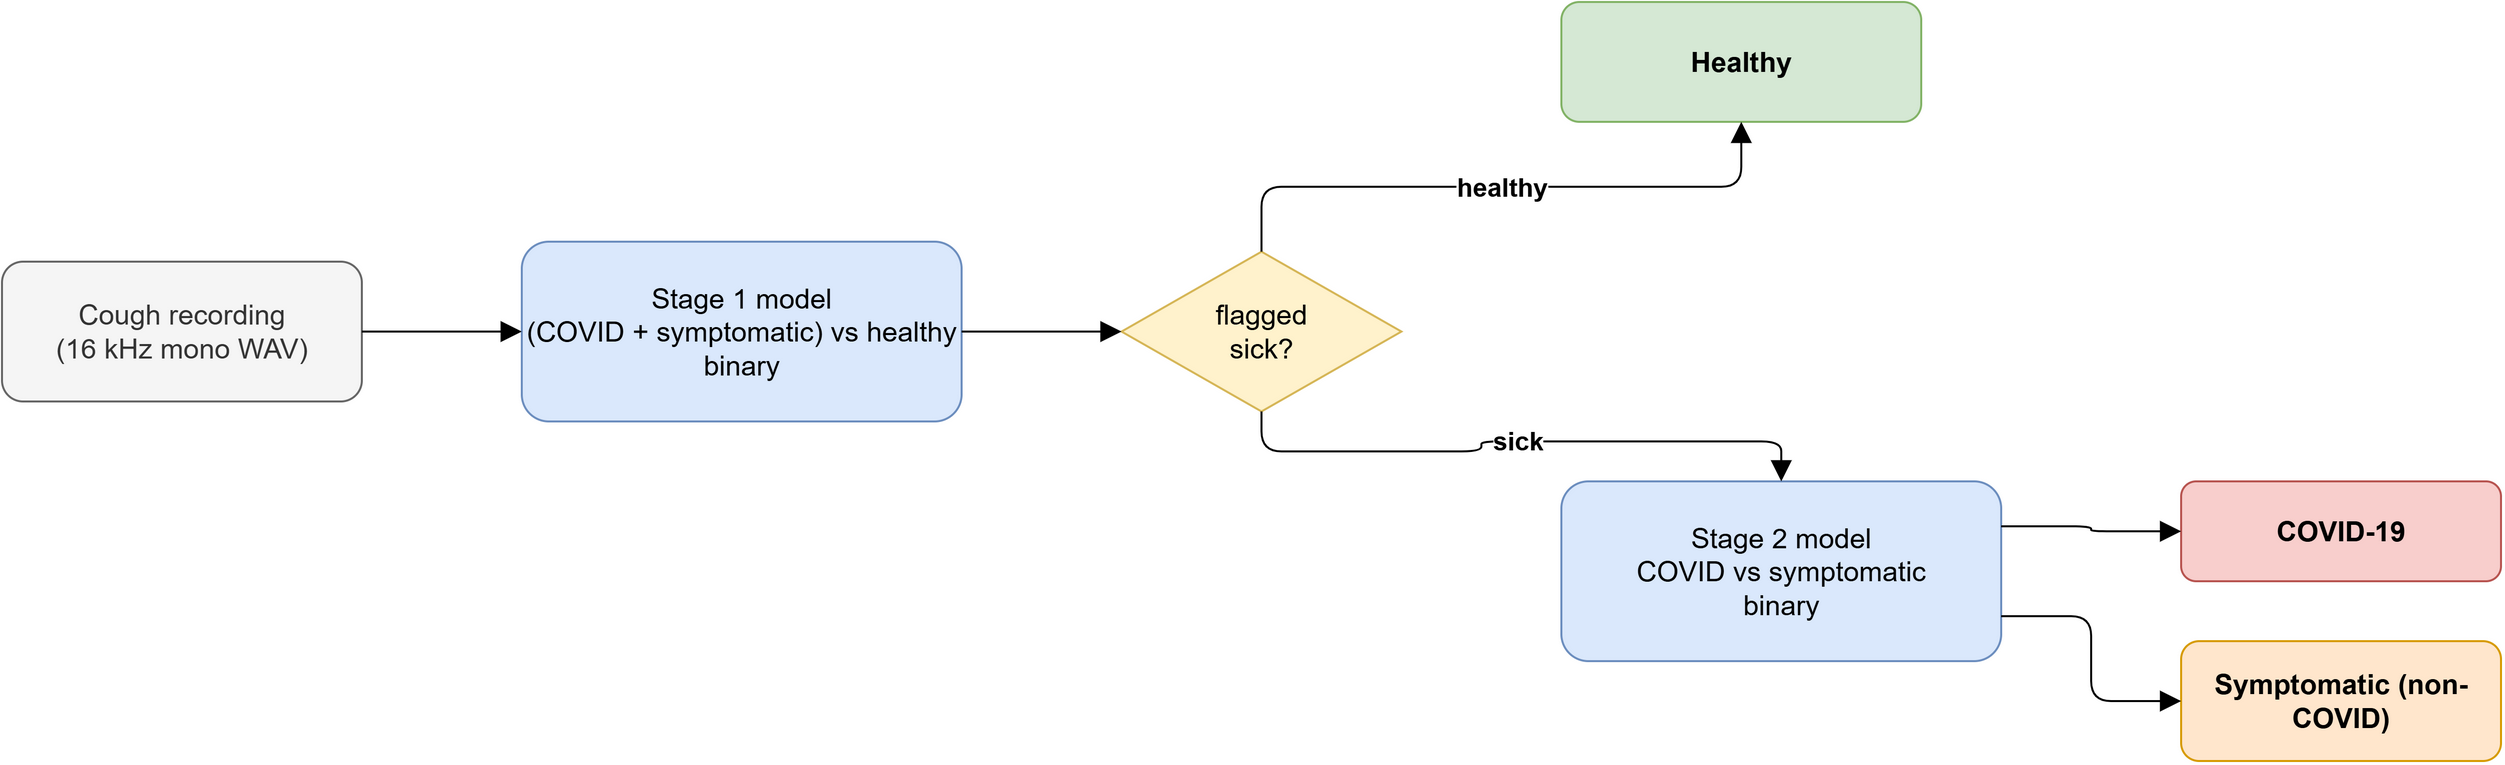 Healthy
healthy
Cough recording
(16 kHz mono WAV)
Stage 1 model
(COVID + symptomatic) vs healthy
binary
flagged
sick?
sick
Stage 2 model
COVID vs symptomatic
binary
COVID-19
Symptomatic (non-
COVID)